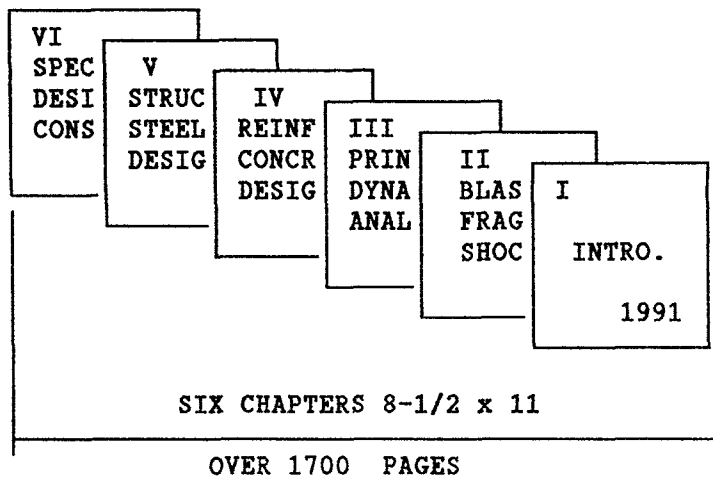 VI
SPEC
DESI
CONS
V
STRUC
STEEL
DESIG
IV
REINF
CONCR
DESIG
III
PRIN
DYNA
ANAL
II
BLAS
FRAG
SHOC
I
INTRO.
1991
SIX CHAPTERS 8-1/2 x 11
OVER 1700 PAGES